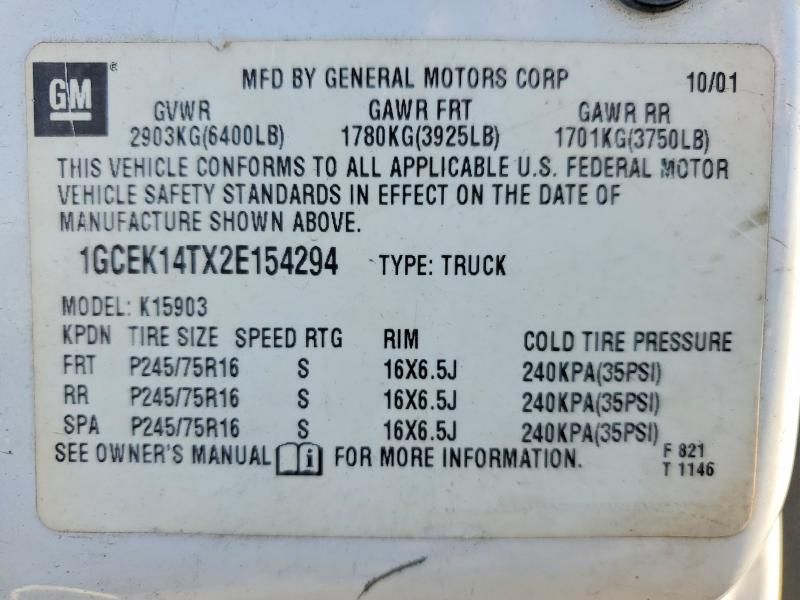 GM® MFD BY GENERAL MOTORS CORP 10/01
GVWR GAWR FRT GAWR RR
2903KG(6400LB) 1780KG(3925LB) 1701KG(3750LB)
THIS VEHICLE CONFORMS TO ALL APPLICABLE U.S. FEDERAL MOTOR
VEHICLE SAFETY STANDARDS IN EFFECT ON THE DATE OF
MANUFACTURE SHOWN ABOVE.
1GCEK14TX2E154294 TYPE: TRUCK
MODEL: K15903
KPDN TIRE SIZE SPEED RTG RIM COLD TIRE PRESSURE
FRT P245/75R16 S 16X6.5J 240KPA(35PSI)
RR P245/75R16 S 16X6.5J 240KPA(35PSI)
SPA P245/75R16 S 16X6.5J 240KPA(35PSI)
SEE OWNER'S MANUAL i FOR MORE INFORMATION.
F 821
T 1146